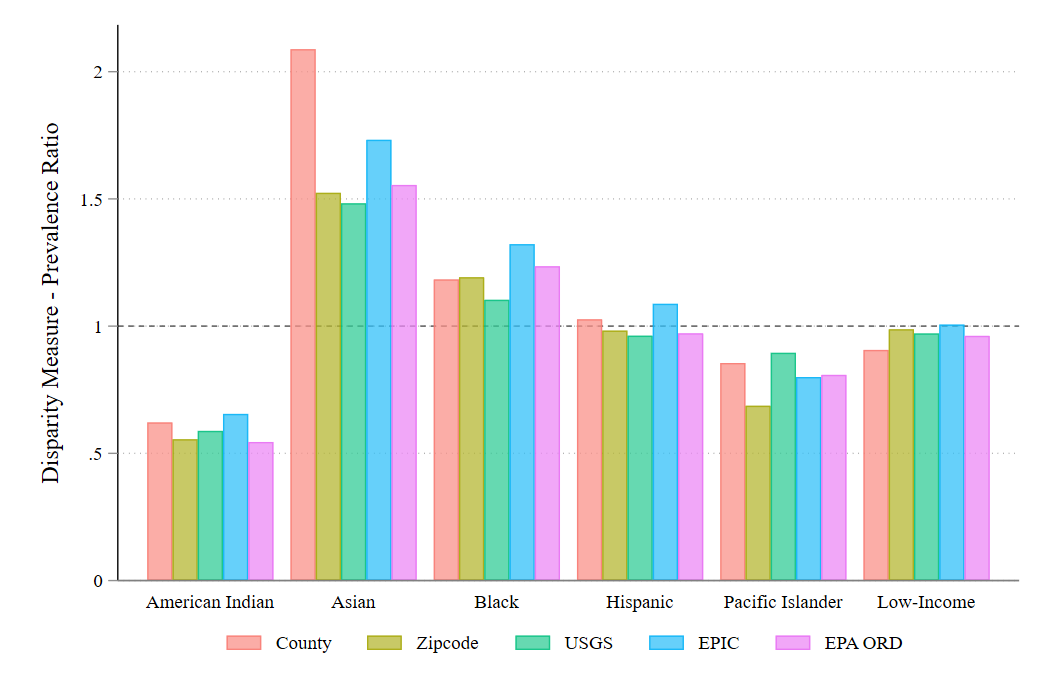 Disparity Measure - Prevalence Ratio
2
1.5
1
.5
0
American Indian Asian Black Hispanic Pacific Islander Low-Income
County Zipcode USGS EPIC EPA ORD